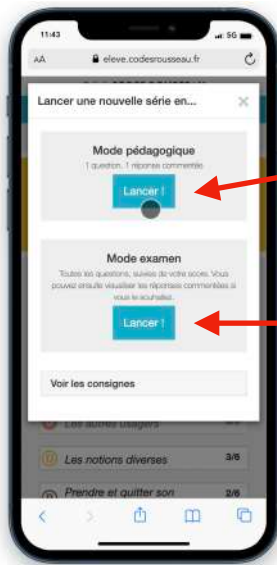 11:43
5G
AA
eleve.codesrousseau.fr
Lancer une nouvelle série en...
Mode pédagogique
1 question, 1 réponse commentée
Lancer !
Mode examen
Toutes les questions, suivies de votre score. Vous
pouvez ensuite visualiser les réponses commentées si
vous le souhaitez.
Lancer !
Voir les consignes
Les autres usagers
Les notions diverses
3/6
Prendre et quitter son
2/6